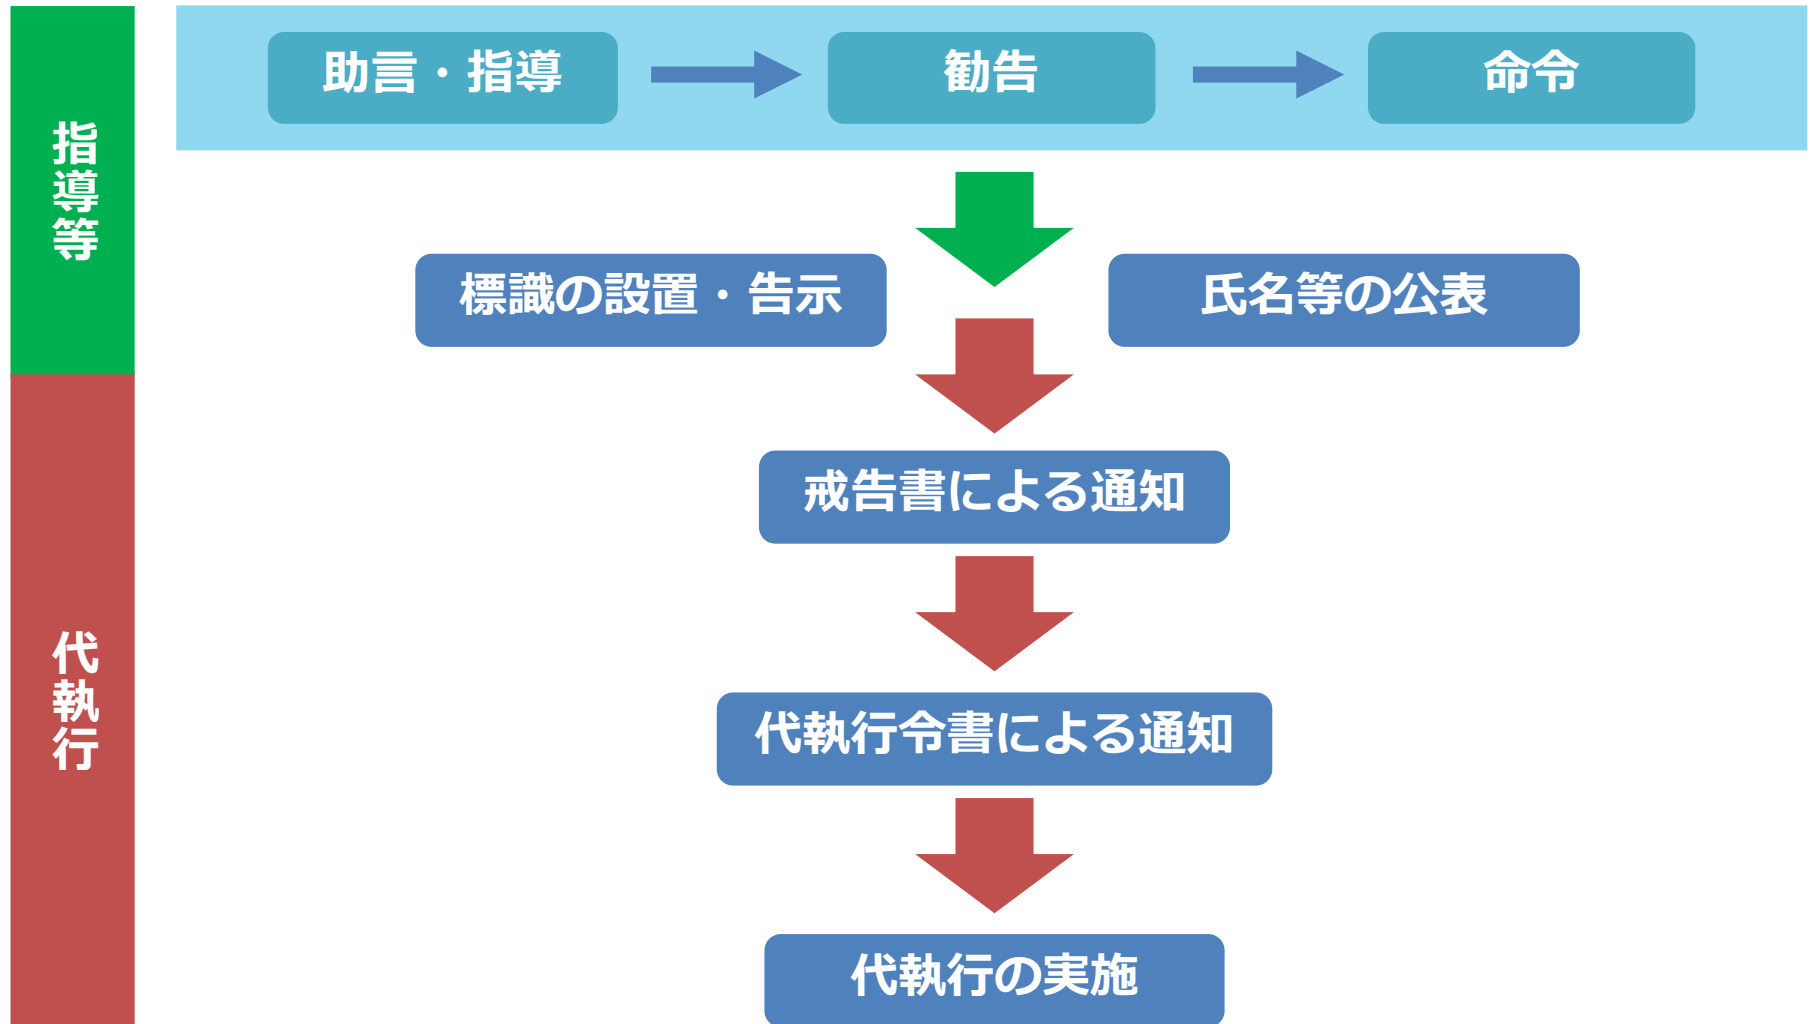 指導等
助言・指導
勧告
命令
標識の設置・告示
氏名等の公表
代執行
戒告書による通知
代執行令書による通知
代執行の実施